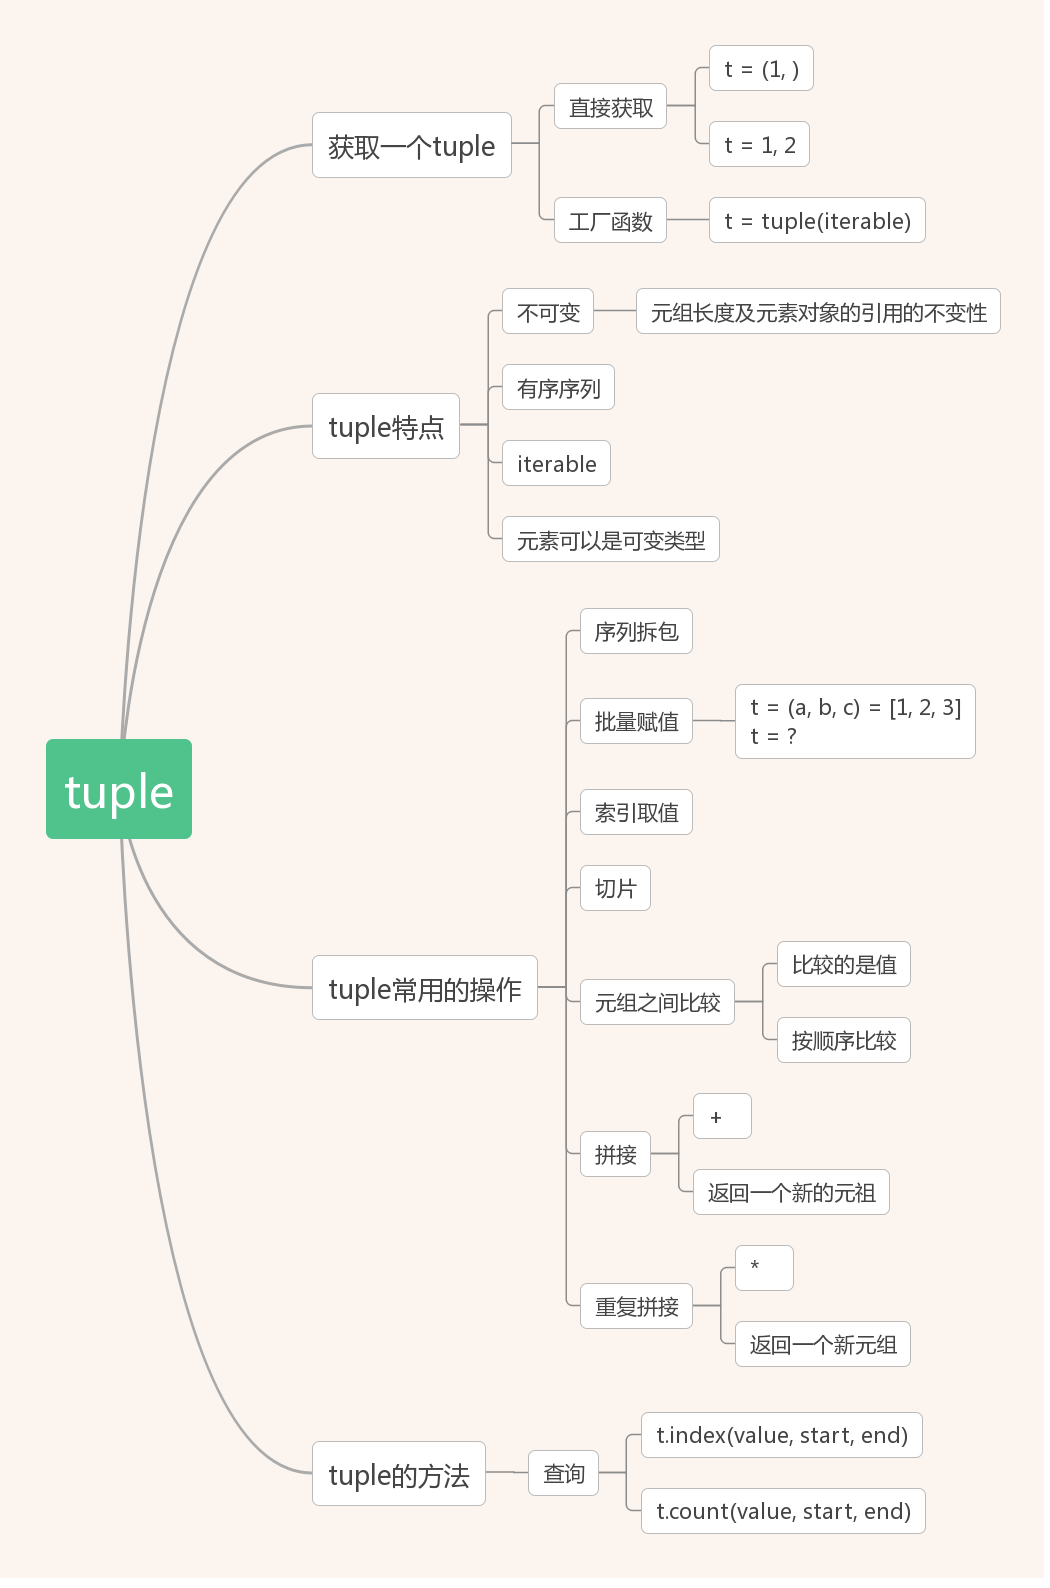 tuple
获取一个tuple
直接获取
t = (1, )
t = 1, 2
工厂函数
t = tuple(iterable)
tuple特点
不可变
元组长度及元素对象的引用的不变性
有序序列
iterable
元素可以是可变类型
tuple常用的操作
序列拆包
批量赋值
t = (a, b, c) = [1, 2, 3]
t = ?
索引取值
切片
元组之间比较
比较的是值
按顺序比较
拼接
+
返回一个新的元祖
重复拼接
*
返回一个新元组
tuple的方法
查询
t.index(value, start, end)
t.count(value, start, end)